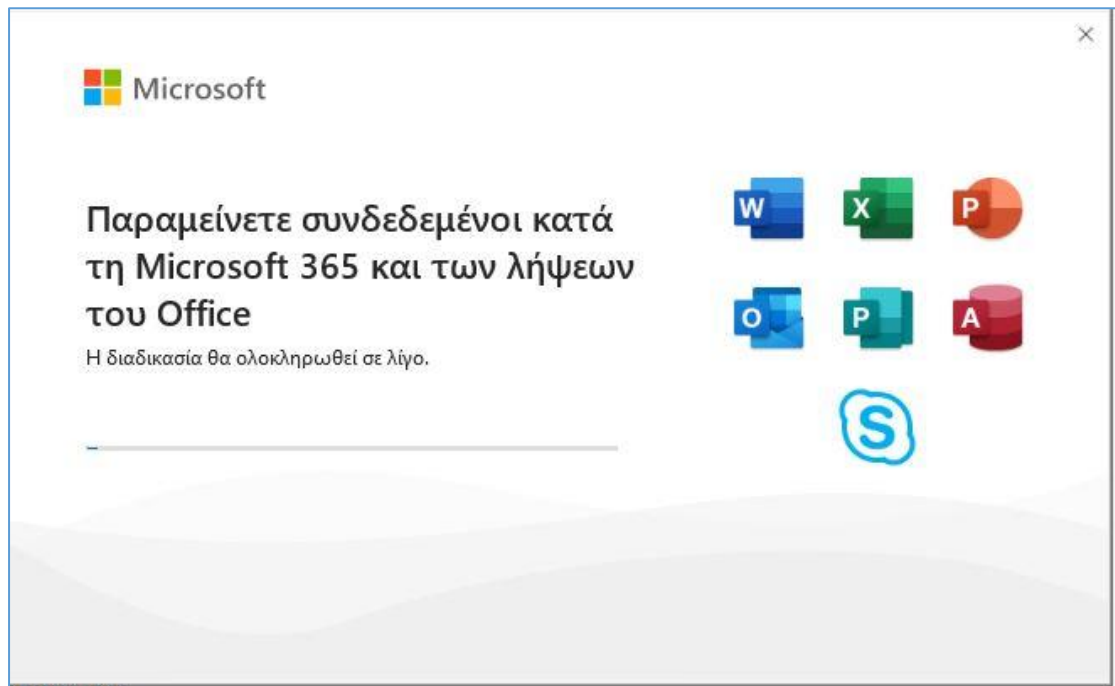 Microsoft
Παραμείνετε συνδεδεμένοι κατά
τη Microsoft 365 και των λήψεων
του Office
Η διαδικασία θα ολοκληρωθεί σε λίγο.
W X P
O P A
S